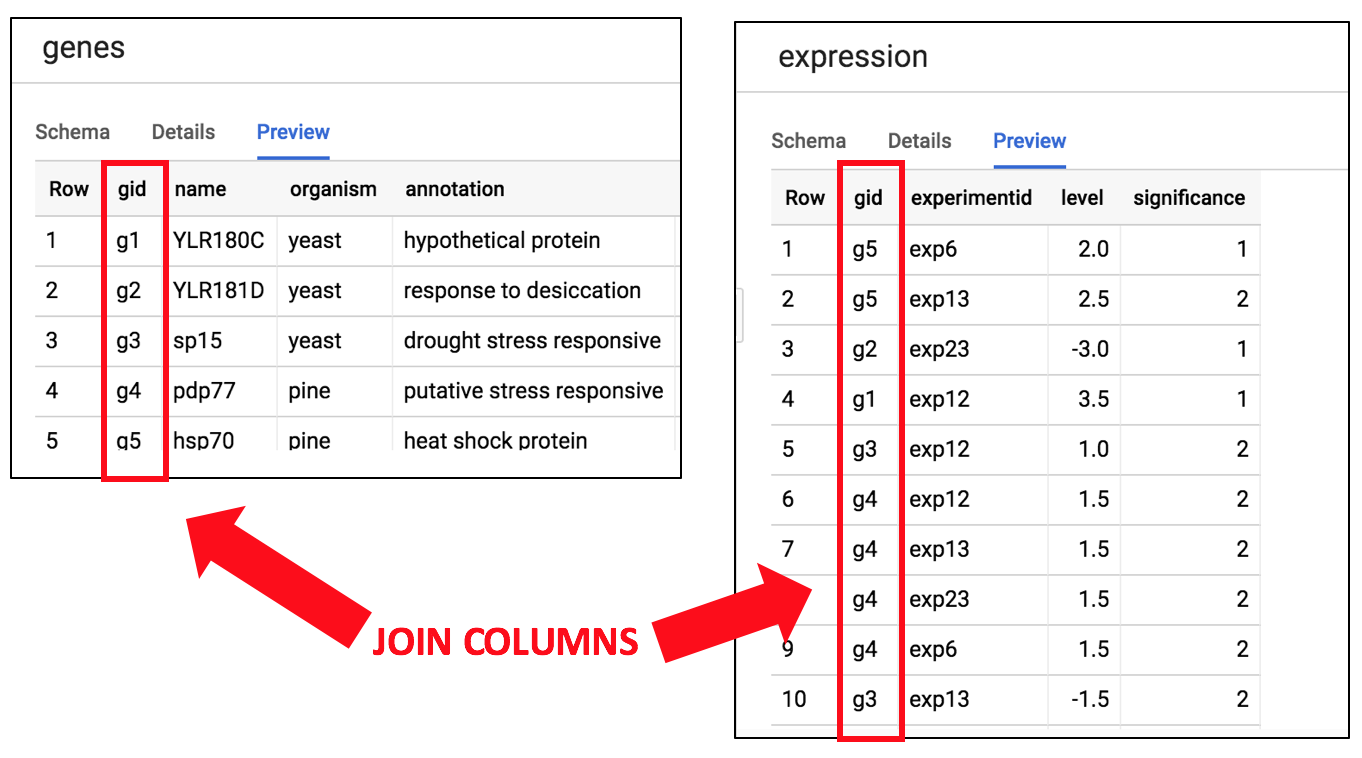 genes
Schema Details Preview
Row gid name organism annotation
1 g1 YLR180C yeast hypothetical protein
2 g2 YLR181D yeast response to desiccation
3 g3 sp15 yeast drought stress responsive
4 g4 pdp77 pine putative stress responsive
5 g5 hsp70 pine heat shock protein
expression
Schema Details Preview
Row gid experimentid level significance
1 g5 exp6 2.0 1
2 g5 exp13 2.5 2
3 g2 exp23 -3.0 1
4 g1 exp12 3.5 1
5 g3 exp12 1.0 2
6 g4 exp12 1.5 2
7 g4 exp13 1.5 2
g4 exp23 1.5 2
9 g4 exp6 1.5 2
10 g3 exp13 -1.5 2
JOIN COLUMNS